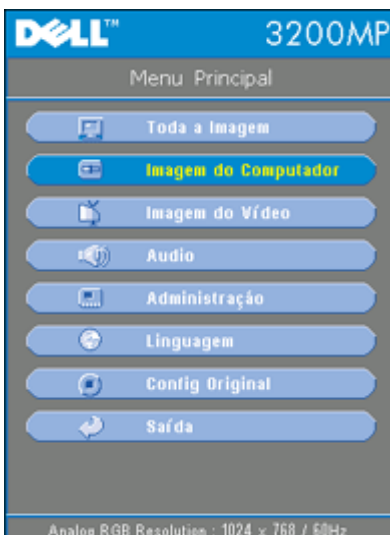 DELL™ 3200MP
Menu Principal
Toda a Imagem
Imagem do Computador
Imagem do Vídeo
Audio
Administração
Linguagem
Config Original
Saída
Analog RGB Resolution : 1024 x 768 / 60Hz